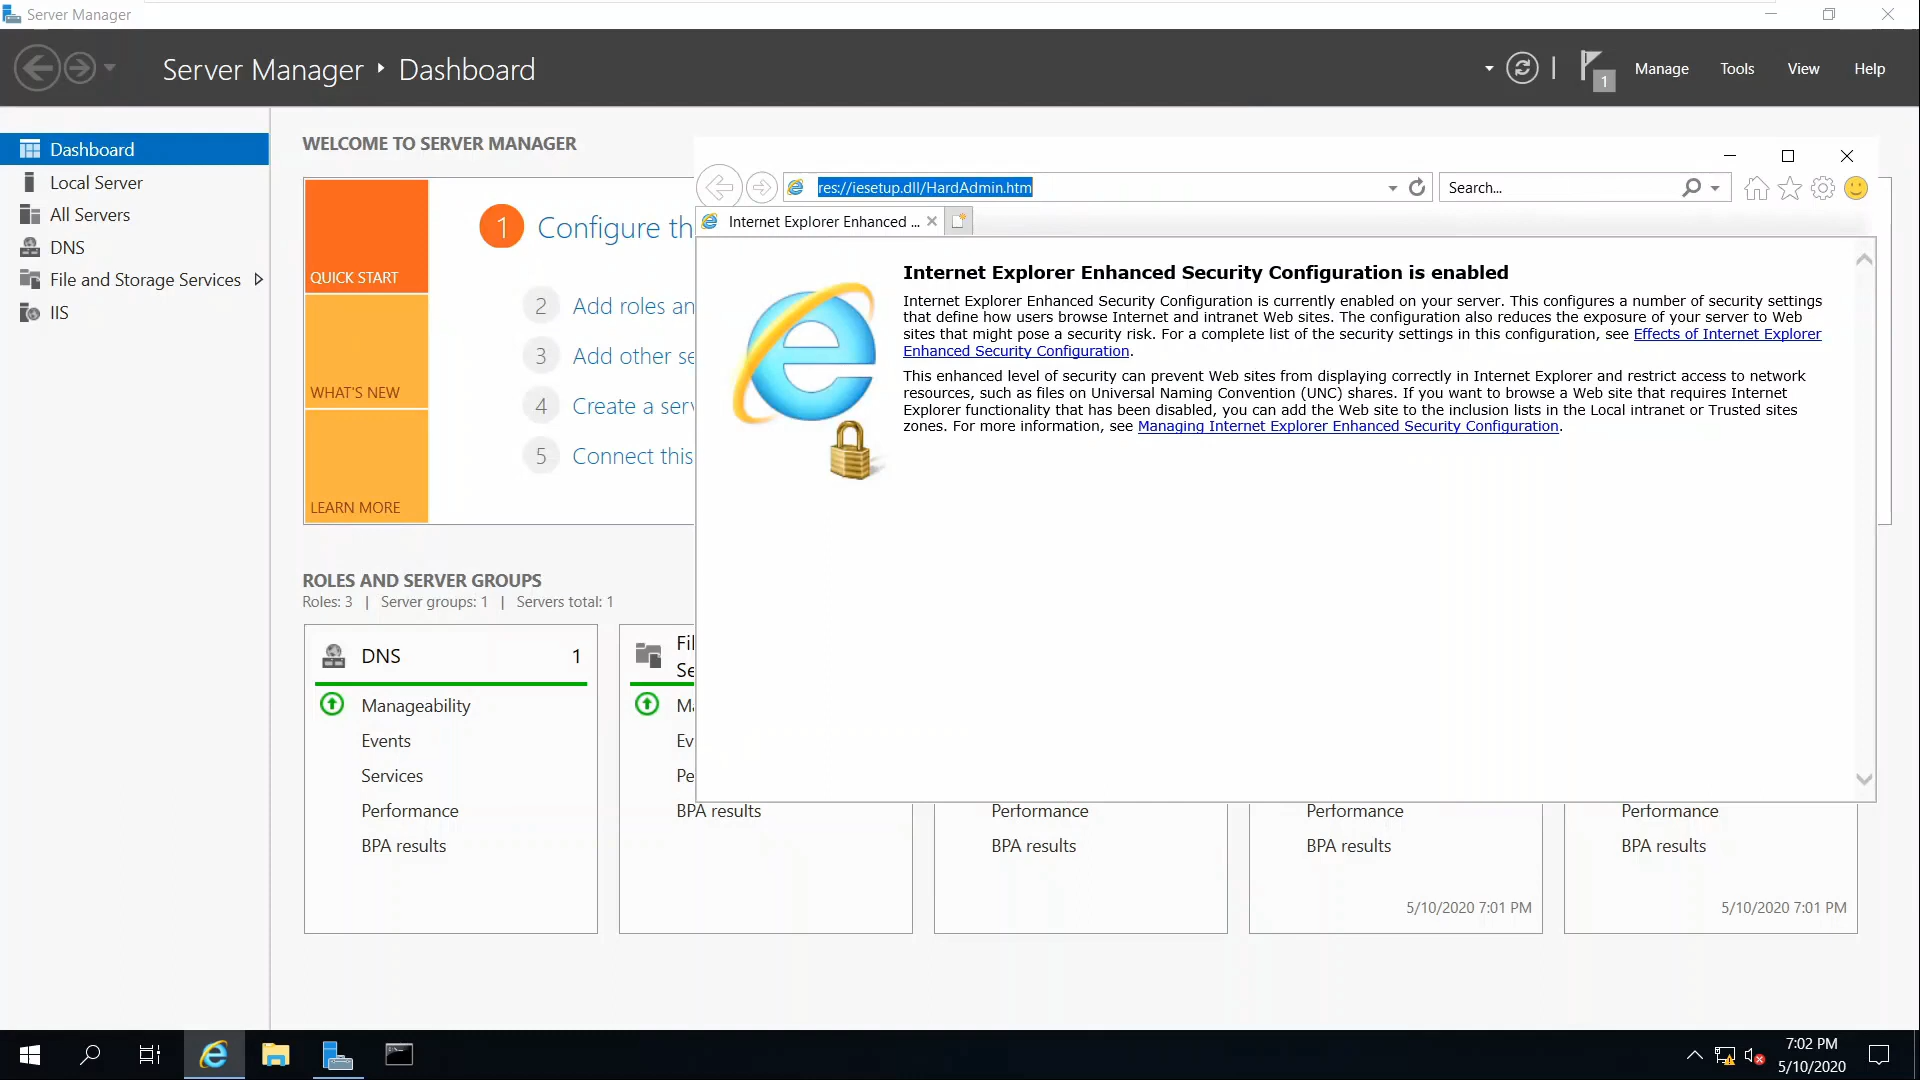 Server Manager
Server Manager
Dashboard
1
Manage
Tools
View
Help
Dashboard
Local Server
All Servers
DNS
File and Storage Services
IIS
WELCOME TO SERVER MANAGER
QUICK START
WHAT'S NEW
LEARN MORE
1
Configure th
2
Add roles an
3
Add other se
4
Create a serv
5
Connect this
res://iesetup.dll/HardAdmin.htm
Search...
Internet Explorer Enhanced ...
Internet Explorer Enhanced Security Configuration is enabled
Internet Explorer Enhanced Security Configuration is currently enabled on your server. This configures a number of security settings
that define how users browse Internet and intranet Web sites. The configuration also reduces the exposure of your server to Web
sites that might pose a security risk. For a complete list of the security settings in this configuration, see Effects of Internet Explorer
Enhanced Security Configuration.
This enhanced level of security can prevent Web sites from displaying correctly in Internet Explorer and restrict access to network
resources, such as files on Universal Naming Convention (UNC) shares. If you want to browse a Web site that requires Internet
Explorer functionality that has been disabled, you can add the Web site to the inclusion lists in the Local intranet or Trusted sites
zones. For more information, see Managing Internet Explorer Enhanced Security Configuration.
ROLES AND SERVER GROUPS
Roles: 3 | Server groups: 1 | Servers total: 1
DNS
1
Manageability
Events
Services
Performance
BPA results
Fil
Se
Ma
Ev
Pe
BPA results
Performance
BPA results
Performance
BPA results
5/10/2020 7:01 PM
Performance
BPA results
5/10/2020 7:01 PM
7:02 PM
5/10/2020